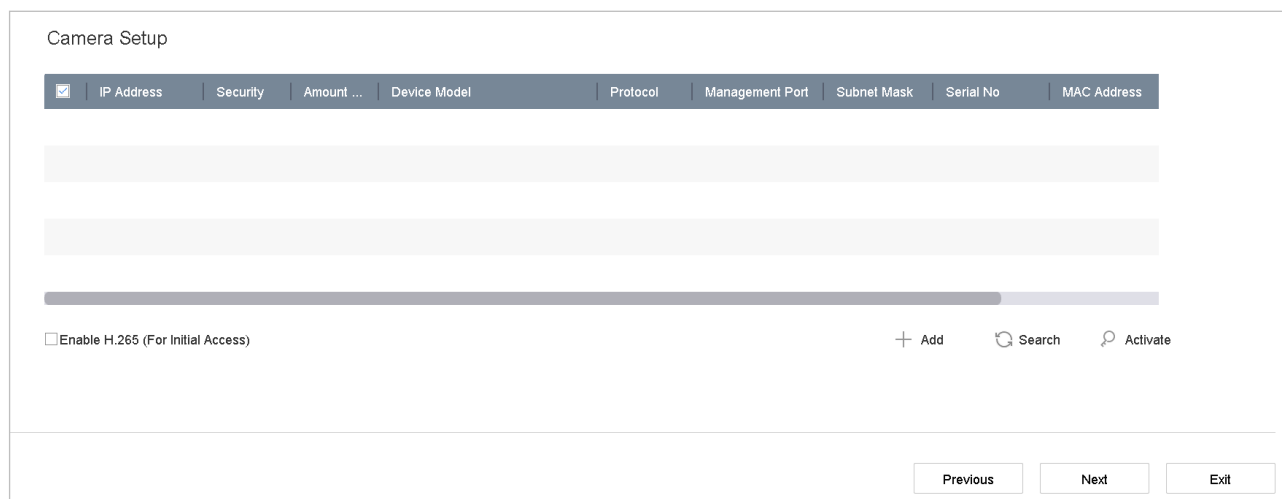 Camera Setup
IP Address Security Amount ... Device Model Protocol Management Port Subnet Mask Serial No MAC Address
Enable H.265 (For Initial Access) Add Search Activate
Previous Next Exit